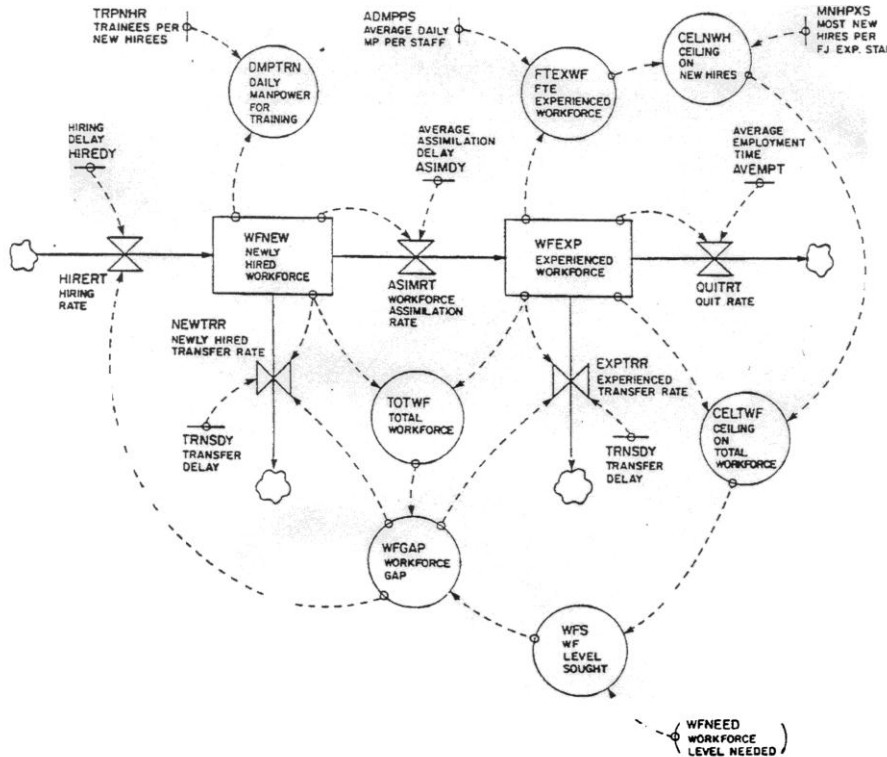 TRPNHR
TRAINEES PER
NEW HIREES
ADMPPS
AVERAGE DAILY
MP PER STAFF
MNHPXS
MOST NEW
HIRES PER
FJ EXP. STAF
DMPTRN
DAILY
MANPOWER
FOR
TRAINING
FTEXWF
FTE
EXPERIENCED
WORKFORCE
CELNWH
CEILING
ON
NEW HIRES
HIRING
DELAY
HIREDY
AVERAGE
ASSIMILATION
DELAY
ASIMDY
AVERAGE
EMPLOYMENT
TIME
AVEMPT
WFNEW
NEWLY
HIRED
WORKFORCE
WFEXP
EXPERIENCED
WORKFORCE
HIRERT
HIRING
RATE
ASIMRT
WORKFORCE
ASSIMILATION
RATE
QUITRT
QUIT RATE
NEWTRR
NEWLY HIRED
TRANSFER RATE
EXPTRR
EXPERIENCED
TRANSFER RATE
TOTWF
TOTAL
WORKFORCE
CELTWF
CEILING
ON
TOTAL
WORKFORCE
TRNSDY
TRANSFER
DELAY
TRNSDY
TRANSFER
DELAY
WFGAP
WORKFORCE
GAP
WFS
WF
LEVEL
SOUGHT
WFNEED
WORKFORCE
LEVEL NEEDED